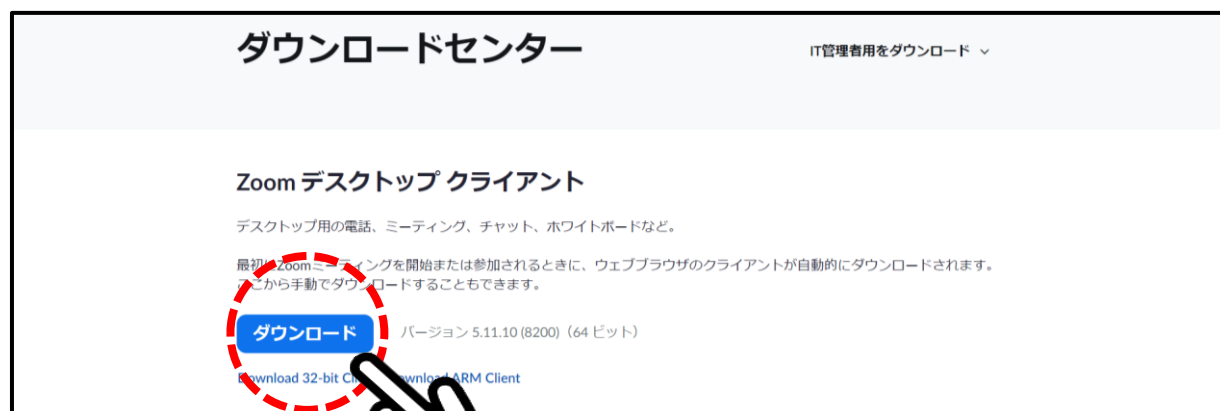 ダウンロードセンター
IT管理者用をダウンロード
Zoom デスクトップ クライアント
デスクトップ用の電話、ミーティング、チャット、ホワイトボードなど。
最初にZoomミーティングを開始または参加されるときに、ウェブブラウザのクライアントが自動的にダウンロードされます。
ここから手動でダウンロードすることもできます。
ダウンロード
バージョン 5.11.10 (8200)（64 ビット）
Download 32-bit Download ARM Client